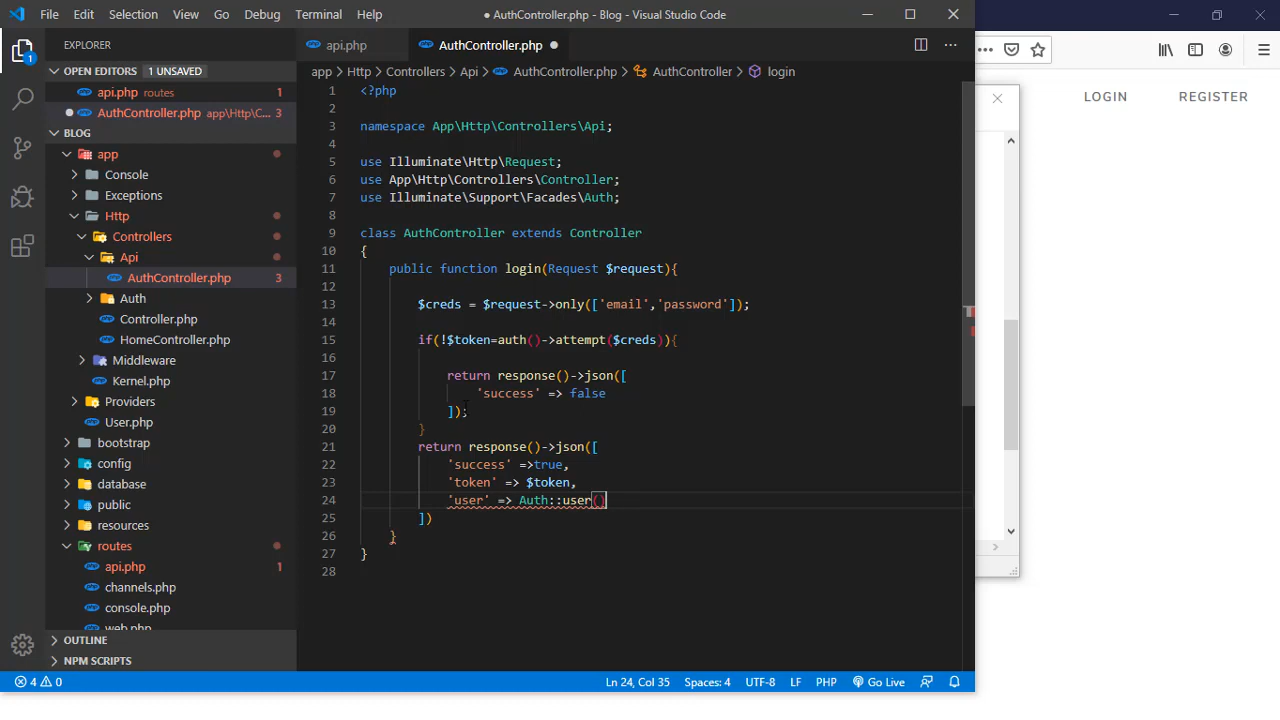 File Edit Selection View Go Debug Terminal Help
● AuthController.php - Blog - Visual Studio Code
EXPLORER
api.php
AuthController.php
OPEN EDITORS 1 UNSAVED
app > Http > Controllers > Api > AuthController.php > AuthController > login
api.php routes 1
AuthController.php app\Http\C... 3
BLOG
app
Console
Exceptions
Http
Controllers
Api
AuthController.php 3
Auth
Controller.php
HomeController.php
Middleware
Kernel.php
Providers
User.php
bootstrap
config
database
public
resources
routes
api.php 1
channels.php
console.php
web.php
OUTLINE
NPM SCRIPTS
1 <?php
2
3 namespace App\Http\Controllers\Api;
4
5 use Illuminate\Http\Request;
6 use App\Http\Controllers\Controller;
7 use Illuminate\Support\Facades\Auth;
8
9 class AuthController extends Controller
10 {
11 public function login(Request $request){
12
13 $creds = $request->only(['email','password']);
14
15 if(!$token=auth()->attempt($creds)){
16
17 return response()->json([
18 'success' => false
19 ]);
20 }
21 return response()->json([
22 'success' =>true,
23 'token' => $token,
24 'user' => Auth::user()
25 ])
26 }
27 }
28
LOGIN REGISTER
1
4 0
Ln 24, Col 35 Spaces: 4 UTF-8 LF PHP Go Live